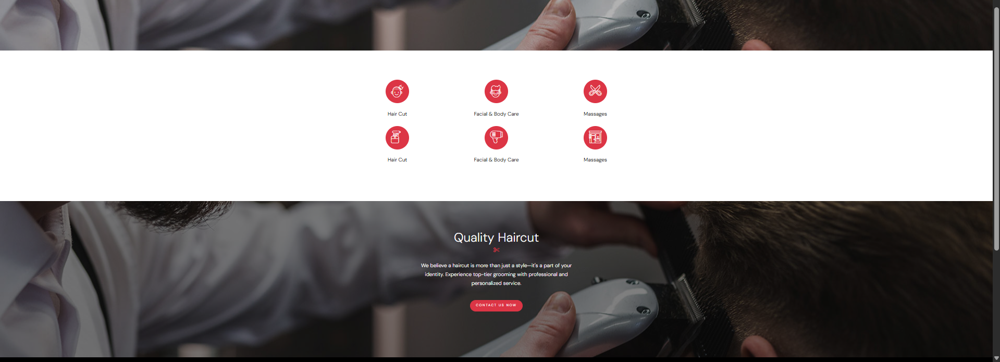 Hair Cut
Facial & Body Care
Massages
Hair Cut
Facial & Body Care
Massages
Quality Haircut
We believe a haircut is more than just a style—it's a part of your
identity. Experience top-tier grooming with professional and
personalized service.
CONTACT US NOW